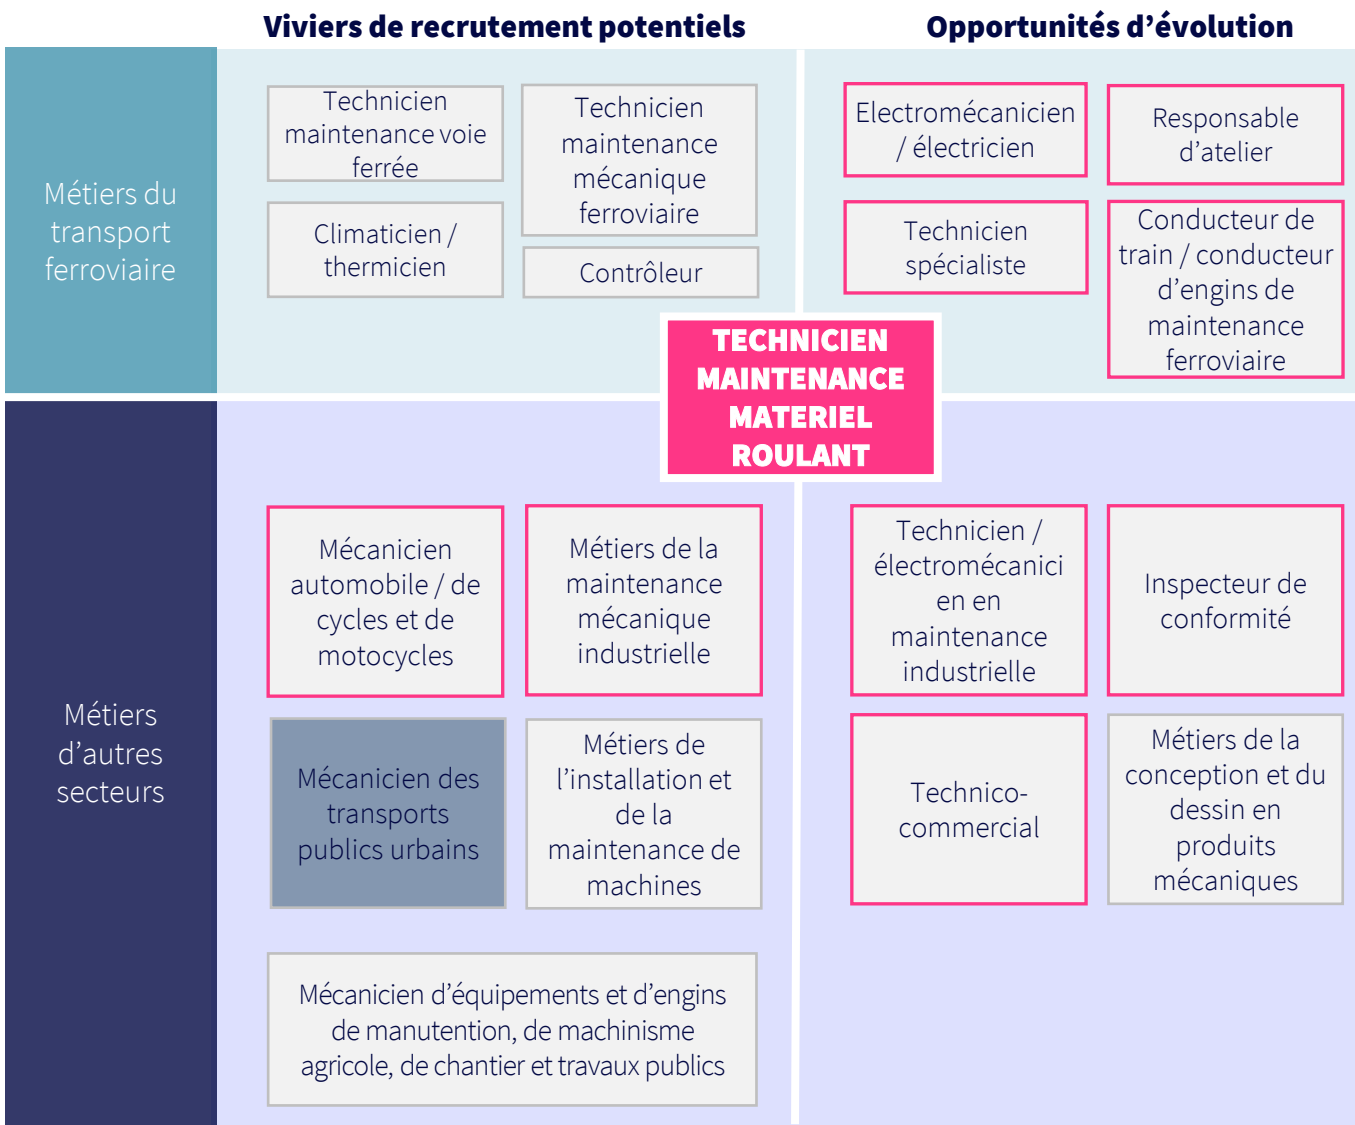 Viviers de recrutement potentiels
Opportunités d’évolution
Métiers du
transport
ferroviaire
Technicien
maintenance voie
ferrée
Technicien
maintenance
mécanique
ferroviaire
Climaticien /
thermicien
Contrôleur
Electromécanicien
/ électricien
Responsable
d’atelier
Technicien
spécialiste
Conducteur de
train / conducteur
d’engins de
maintenance
ferroviaire
TECHNICIEN
MAINTENANCE
MATERIEL
ROULANT
Métiers
d’autres
secteurs
Mécanicien
automobile / de
cycles et de
motocycles
Métiers de la
maintenance
mécanique
industrielle
Mécanicien des
transports
publics urbains
Métiers de
l’installation et
de la
maintenance de
machines
Mécanicien d’équipements et d’engins
de manutention, de machinisme
agricole, de chantier et travaux publics
Technicien /
électromécanici
en en
maintenance
industrielle
Inspecteur de
conformité
Technico-
commercial
Métiers de la
conception et du
dessin en
produits
mécaniques